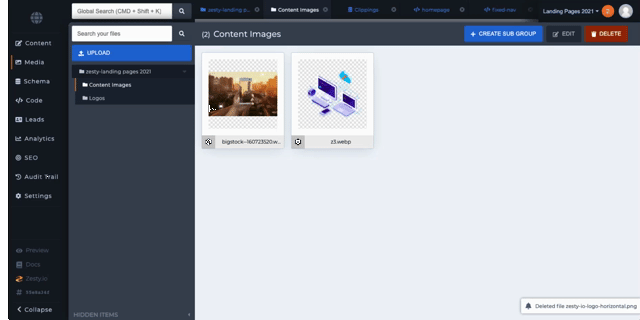 Global Search (CMD + Shift + K)
zesty-landing p...
Content Images
Clippings
homepage
fixed-nav
Landing Pages 2021
Content
Media
Schema
Code
Leads
Analytics
SEO
Audit Trail
Settings
Preview
Docs
Zesty.io
Collapse
Search your files
UPLOAD
zesty-landing pages 2021
Content Images
Logos
HIDDEN ITEMS
(2) Content Images
CREATE SUB GROUP
EDIT
DELETE
bigstock--160723520.w...
z3.webp
Deleted file zesty-io-logo-horizontal.png